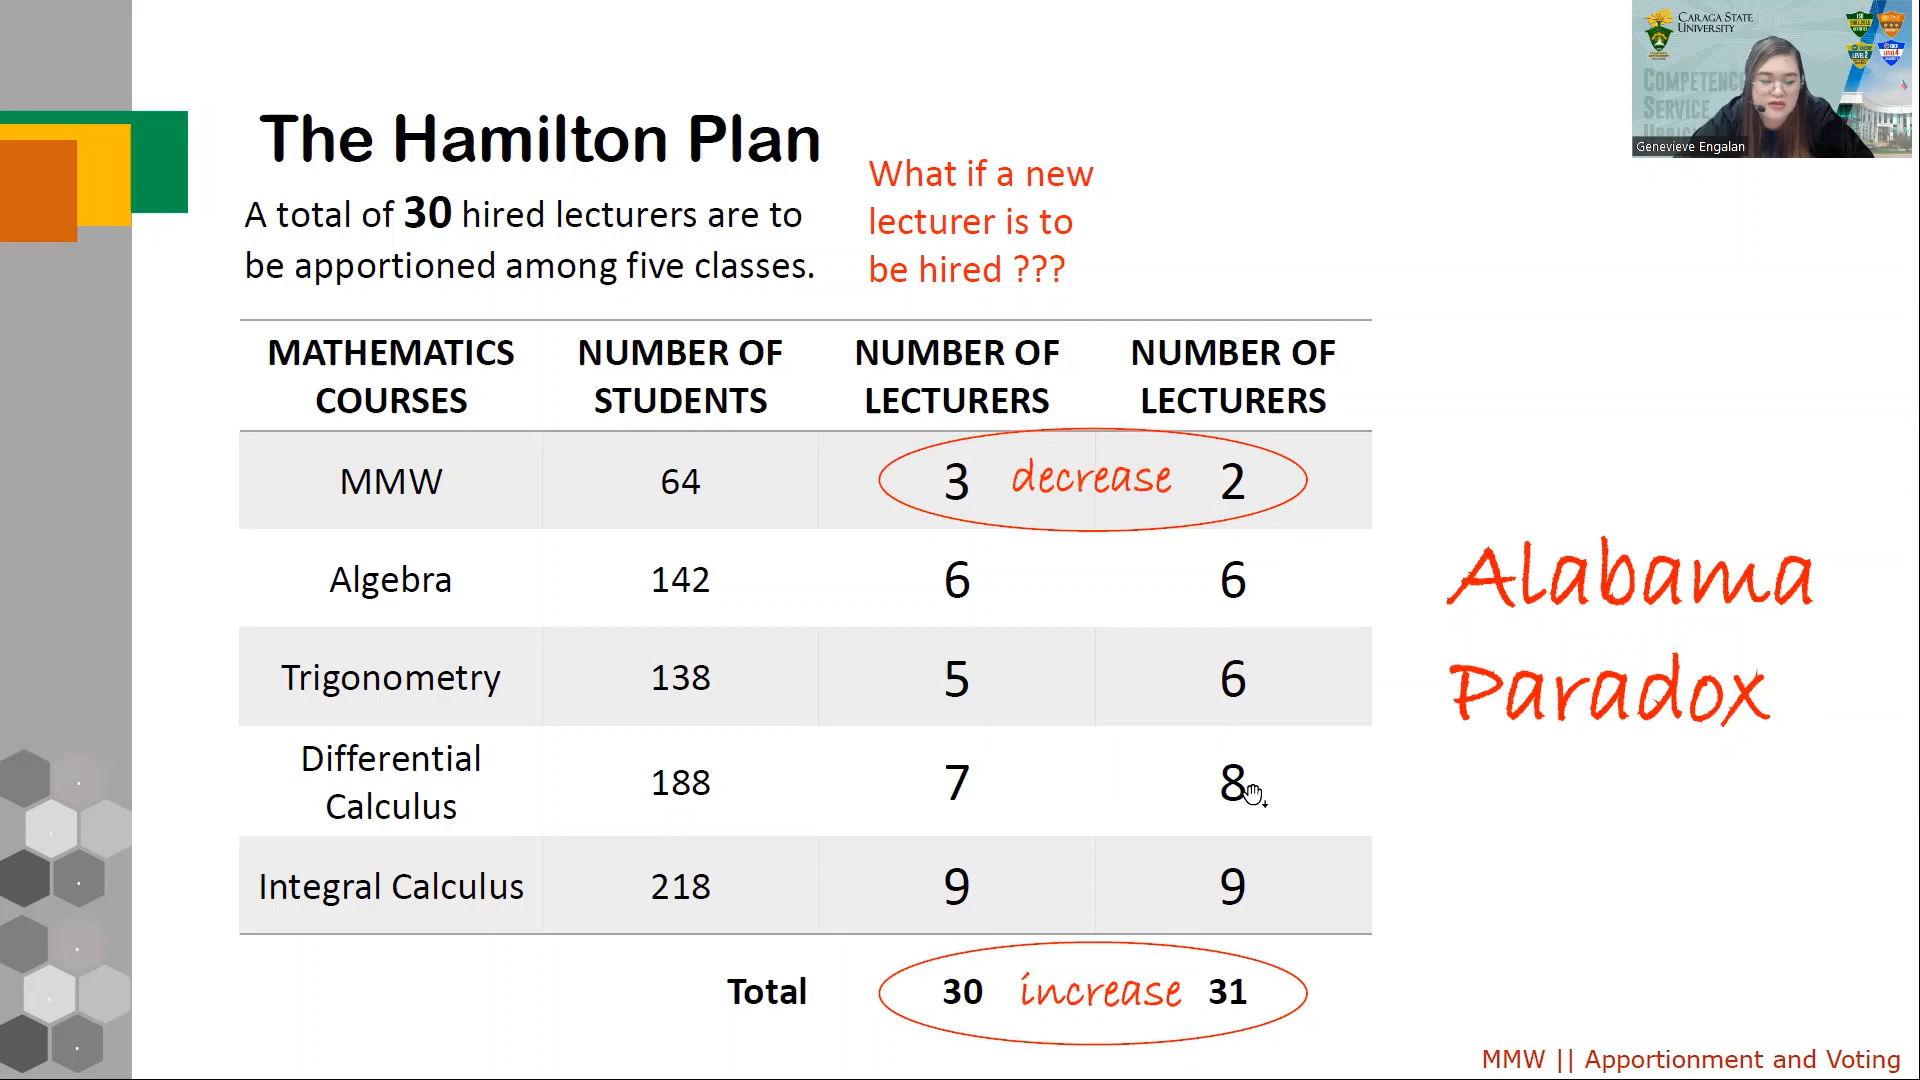 CARAGA STATE
UNIVERSITY
COMPETENC
SERVICE
Genevieve Engalan
The Hamilton Plan
A total of 30 hired lecturers are to
be apportioned among five classes.
What if a new
lecturer is to
be hired ???
MATHEMATICS COURSES NUMBER OF STUDENTS NUMBER OF LECTURERS NUMBER OF LECTURERS
MMW 64 3 decrease 2
Algebra 142 6 6
Trigonometry 138 5 6
Differential Calculus 188 7 8
Integral Calculus 218 9 9
Total 30 increase 31
Alabama
Paradox
MMW || Apportionment and Voting